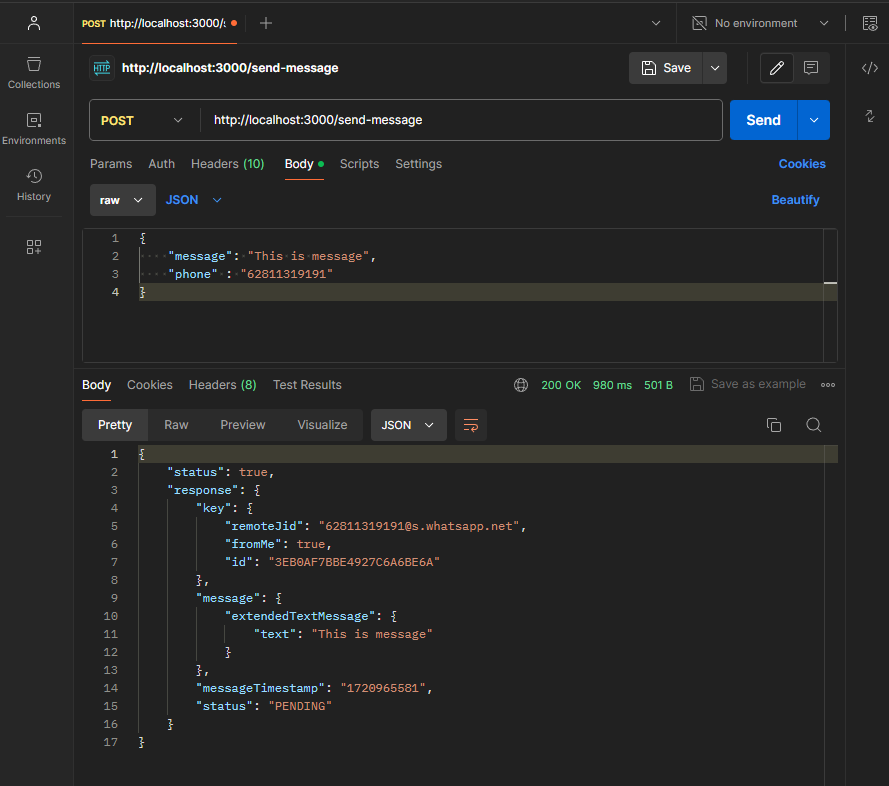 POST http://localhost:3000/s
No environment
HTTP http://localhost:3000/send-message
Save
Collections
Environments
History
POST
http://localhost:3000/send-message
Send
Params Auth Headers (10) Body Scripts Settings
Cookies
raw JSON
Beautify
1 {
2 ····"message":·"This·is·message",
3 ····"phone"·:·"62811319191"
4 }
Body Cookies Headers (8) Test Results
200 OK 980 ms 501 B Save as example
Pretty Raw Preview Visualize JSON
1 {
2     "status": true,
3     "response": {
4         "key": {
5             "remoteJid": "62811319191@s.whatsapp.net",
6             "fromMe": true,
7             "id": "3EB0AF7BBE4927C6A6BE6A"
8         },
9         "message": {
10             "extendedTextMessage": {
11                 "text": "This is message"
12             }
13         },
14         "messageTimestamp": "1720965581",
15         "status": "PENDING"
16     }
17 }